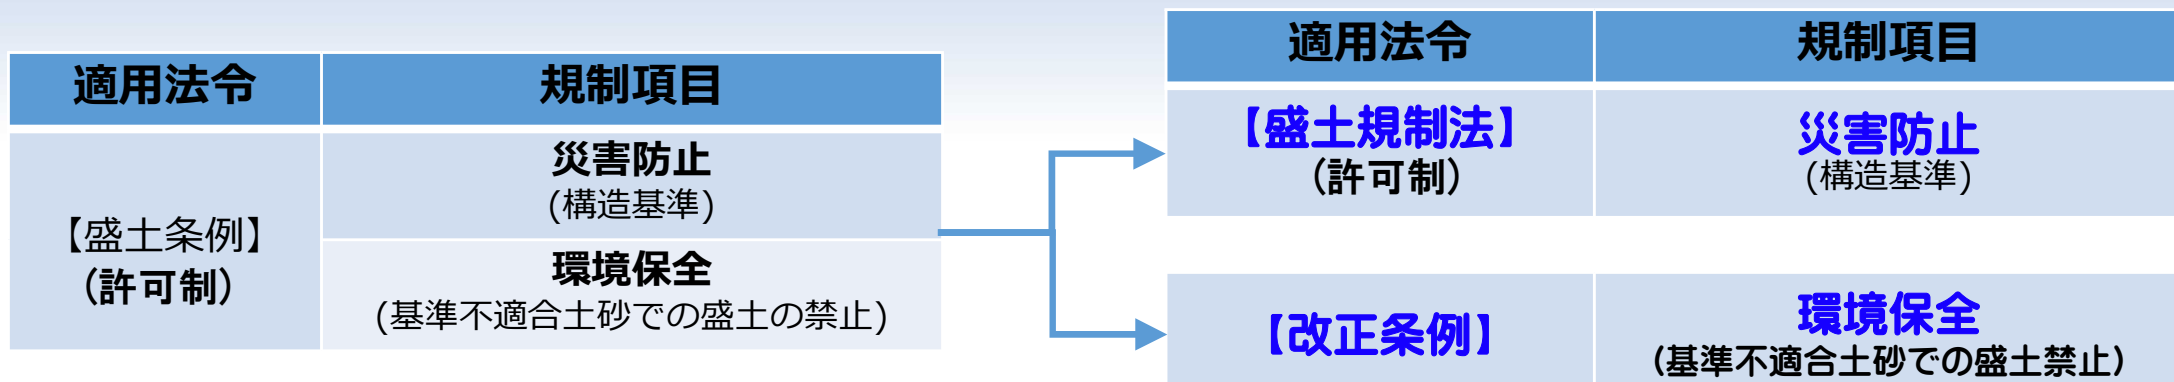 適用法令 規制項目
【盛土条例】
(許可制)
災害防止
(構造基準)
環境保全
(基準不適合土砂での盛土の禁止)
適用法令 規制項目
【盛土規制法】
(許可制)
災害防止
(構造基準)
【改正条例】
環境保全
(基準不適合土砂での盛土禁止)